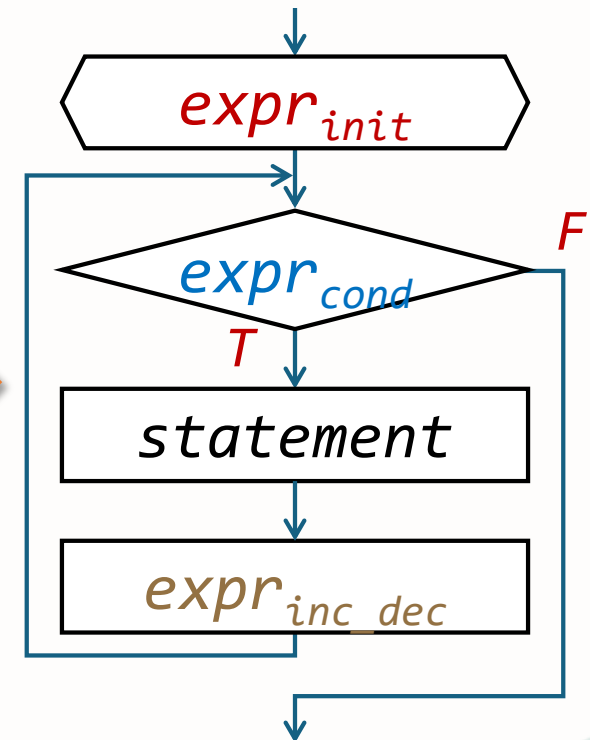 expr_init
F
expr_cond
T
statement
expr_inc_dec